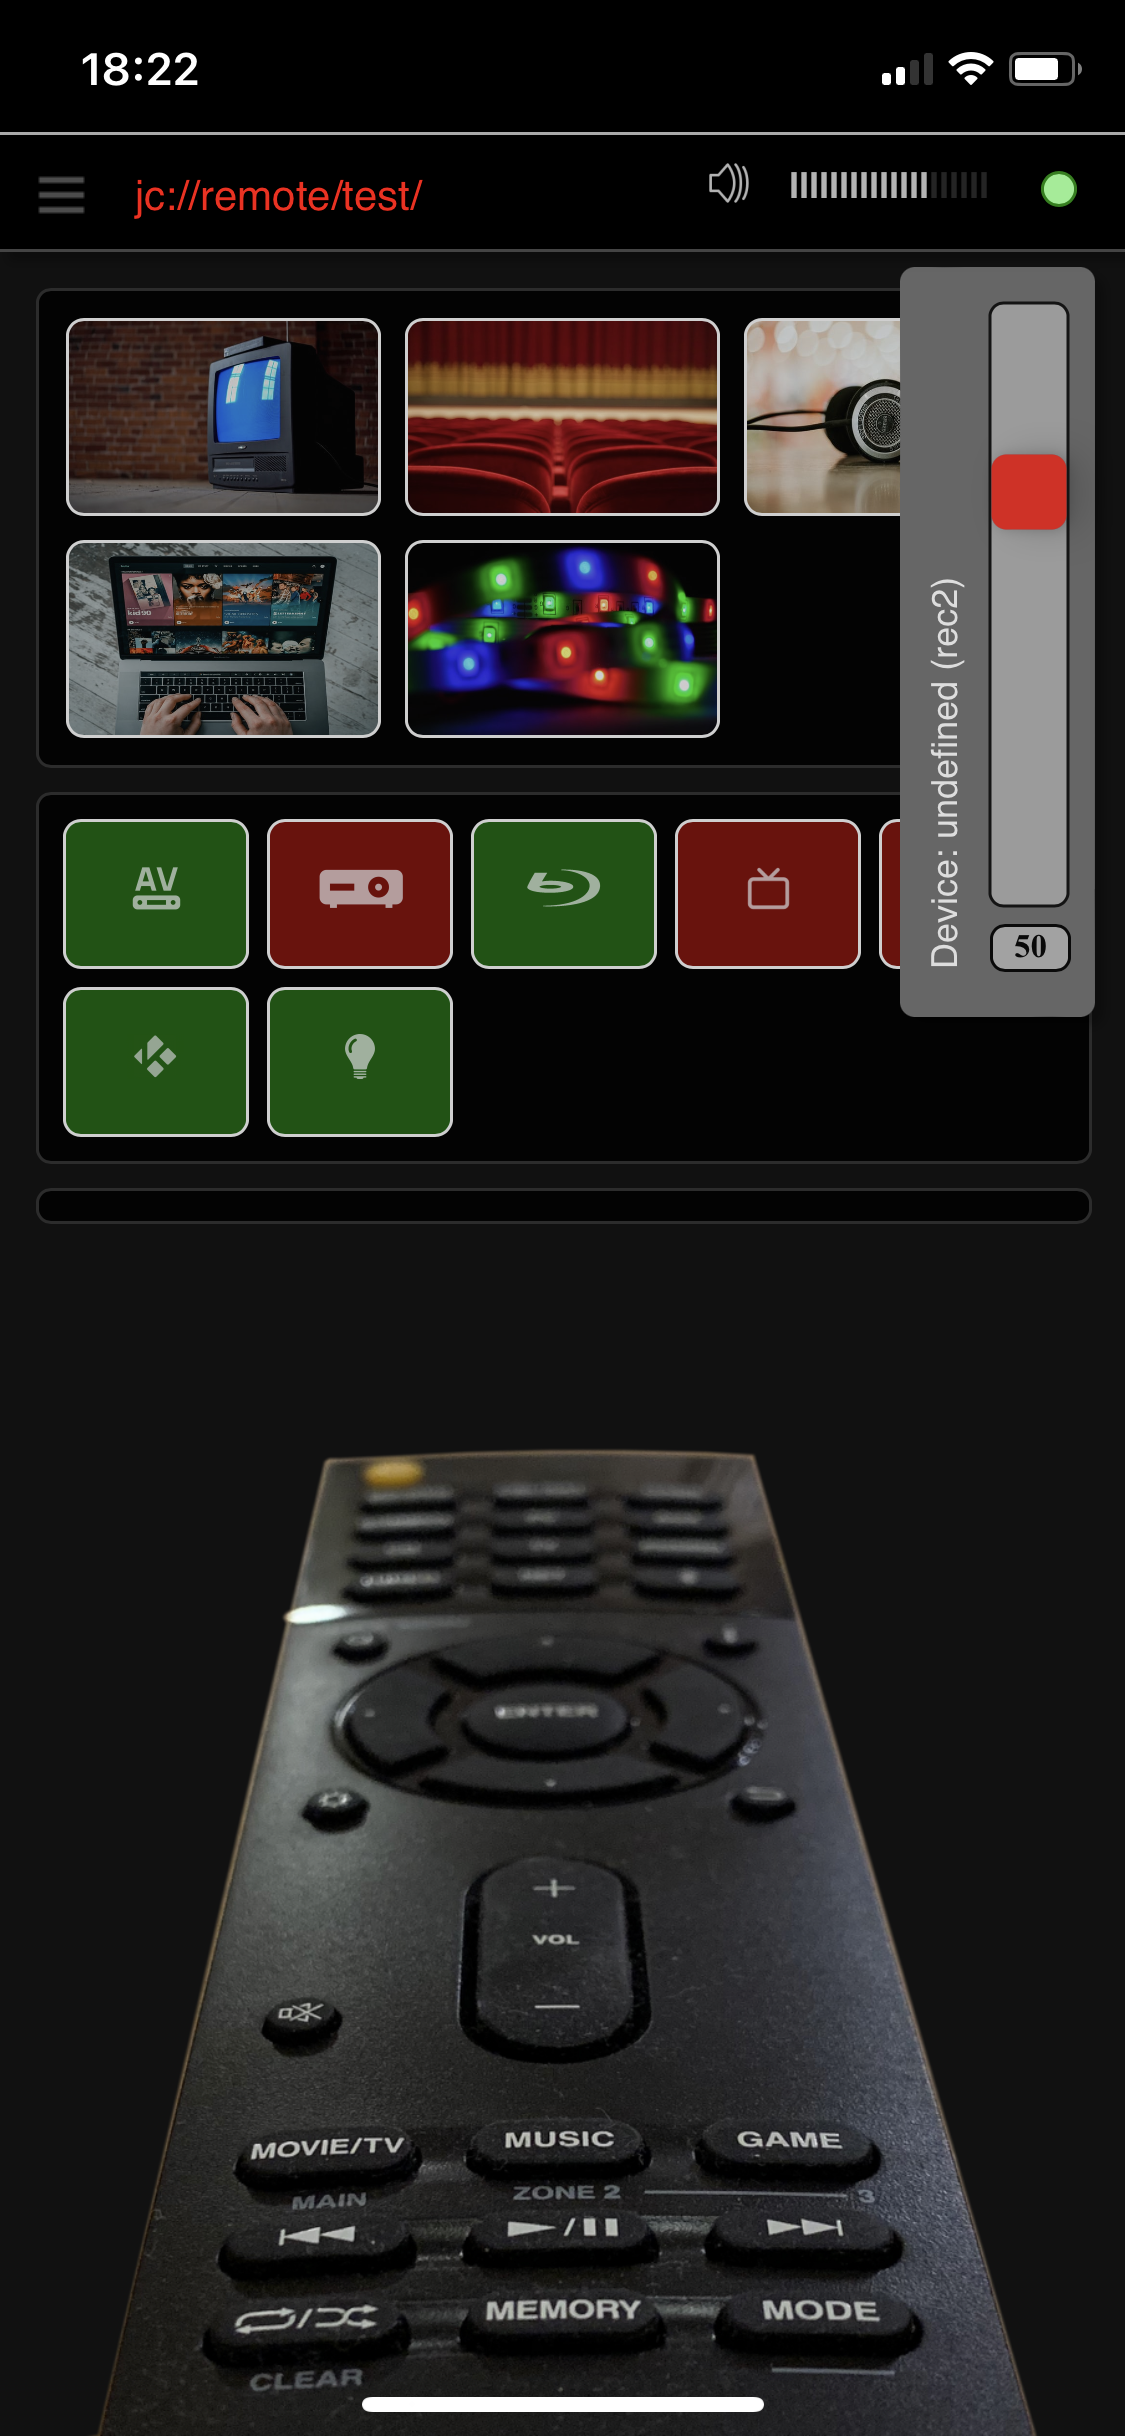 18:22
jc://remote/test/
Device: undefined (rec2)
50
AV
ENTER
VOL
MOVIE/TV
MUSIC
GAME
MAIN
ZONE 2
3
MEMORY
MODE
CLEAR